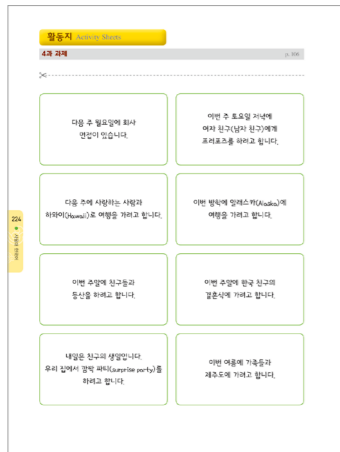 활동지 Activity Sheets
4과 과제
p. 106
다음 주 월요일에 회사
면접이 있습니다.
이번 주 토요일 저녁에
여자 친구(남자 친구)에게
프러포즈를 하려고 합니다.
다음 주에 사랑하는 사람과
하와이(Hawaii)로 여행을 가려고 합니다.
이번 방학에 알래스카(Alaska)에
여행을 가려고 합니다.
이번 주말에 친구들과
등산을 하려고 합니다.
이번 주말에 한국 친구의
결혼식에 가려고 합니다.
내일은 친구의 생일입니다.
우리 집에서 깜짝 파티(surprise party)를
하려고 합니다.
이번 여름에 가족들과
제주도에 가려고 합니다.
224